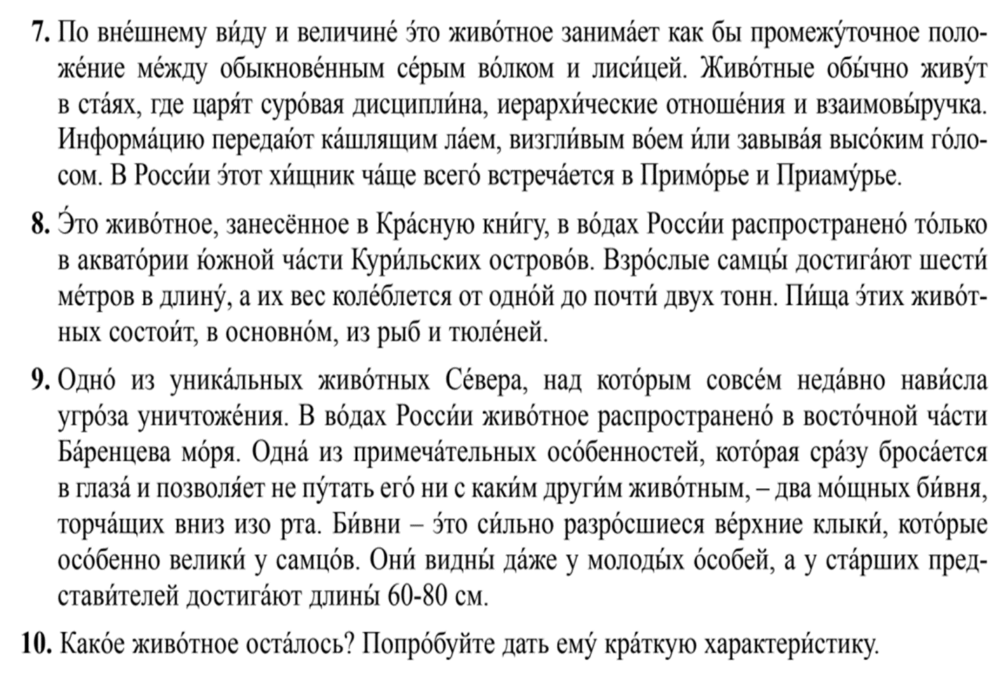 7. По вне́шнему ви́ду и величине́ э́то живо́тное занима́ет как бы промежу́точное поло-
же́ние ме́жду обыкнове́нным се́рым во́лком и лиси́цей. Живо́тные обы́чно живу́т
в ста́ях, где царя́т суро́вая дисципли́на, иерархи́ческие отноше́ния и взаимовы́ручка.
Информа́цию передаю́т ка́шлящим ла́ем, визгли́вым во́ем и́ли завыва́я высо́ким го́ло-
сом. В Росси́и э́тот хи́щник ча́ще всего́ встреча́ется в Примо́рье и Приаму́рье.
8. Э́то живо́тное, занесённое в Кра́сную кни́гу, в во́дах Росси́и распространено́ то́лько
в аквато́рии ю́жной ча́сти Кури́льских острово́в. Взро́слые самцы́ достига́ют шести́
ме́тров в длину́, а их вес коле́блется от одно́й до почти́ двух тонн. Пи́ща э́тих живо́т-
ных состои́т, в основно́м, из рыб и тюле́ней.
9. Одно́ из уника́льных живо́тных Се́вера, над кото́рым совсе́м неда́вно нави́сла
угро́за уничтоже́ния. В во́дах Росси́и живо́тное распространено́ в восто́чной ча́сти
Ба́ренцева мо́ря. Одна́ из примеча́тельных осо́бенностей, кото́рая сра́зу броса́ется
в глаза́ и позволя́ет не пу́тать его́ ни с каки́м други́м живо́тным, – два мо́щных би́вня,
торча́щих вниз изо рта. Би́вни – э́то си́льно разро́сшиеся ве́рхние клыки́, кото́рые
осо́бенно велики́ у самцо́в. Они́ видны́ да́же у молоды́х о́собей, а у ста́рших пред-
стави́телей достига́ют длины́ 60-80 см.
10. Како́е живо́тное оста́лось? Попро́буйте дать ему́ кра́ткую характери́стику.